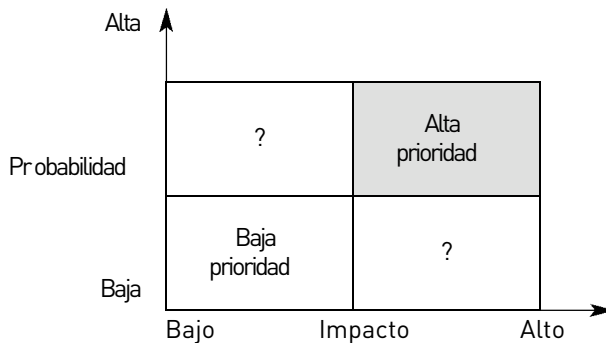 Alta
?
Alta
prioridad
Probabilidad
Baja
prioridad
?
Baja
Bajo Impacto Alto